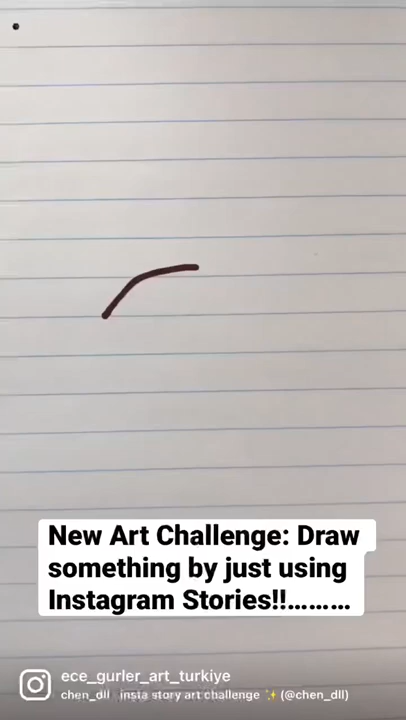 New Art Challenge: Draw
something by just using
Instagram Stories!!.........
ece_gurler_art_turkiye
chen_dll insta story art challenge ✨ (@chen_dll)